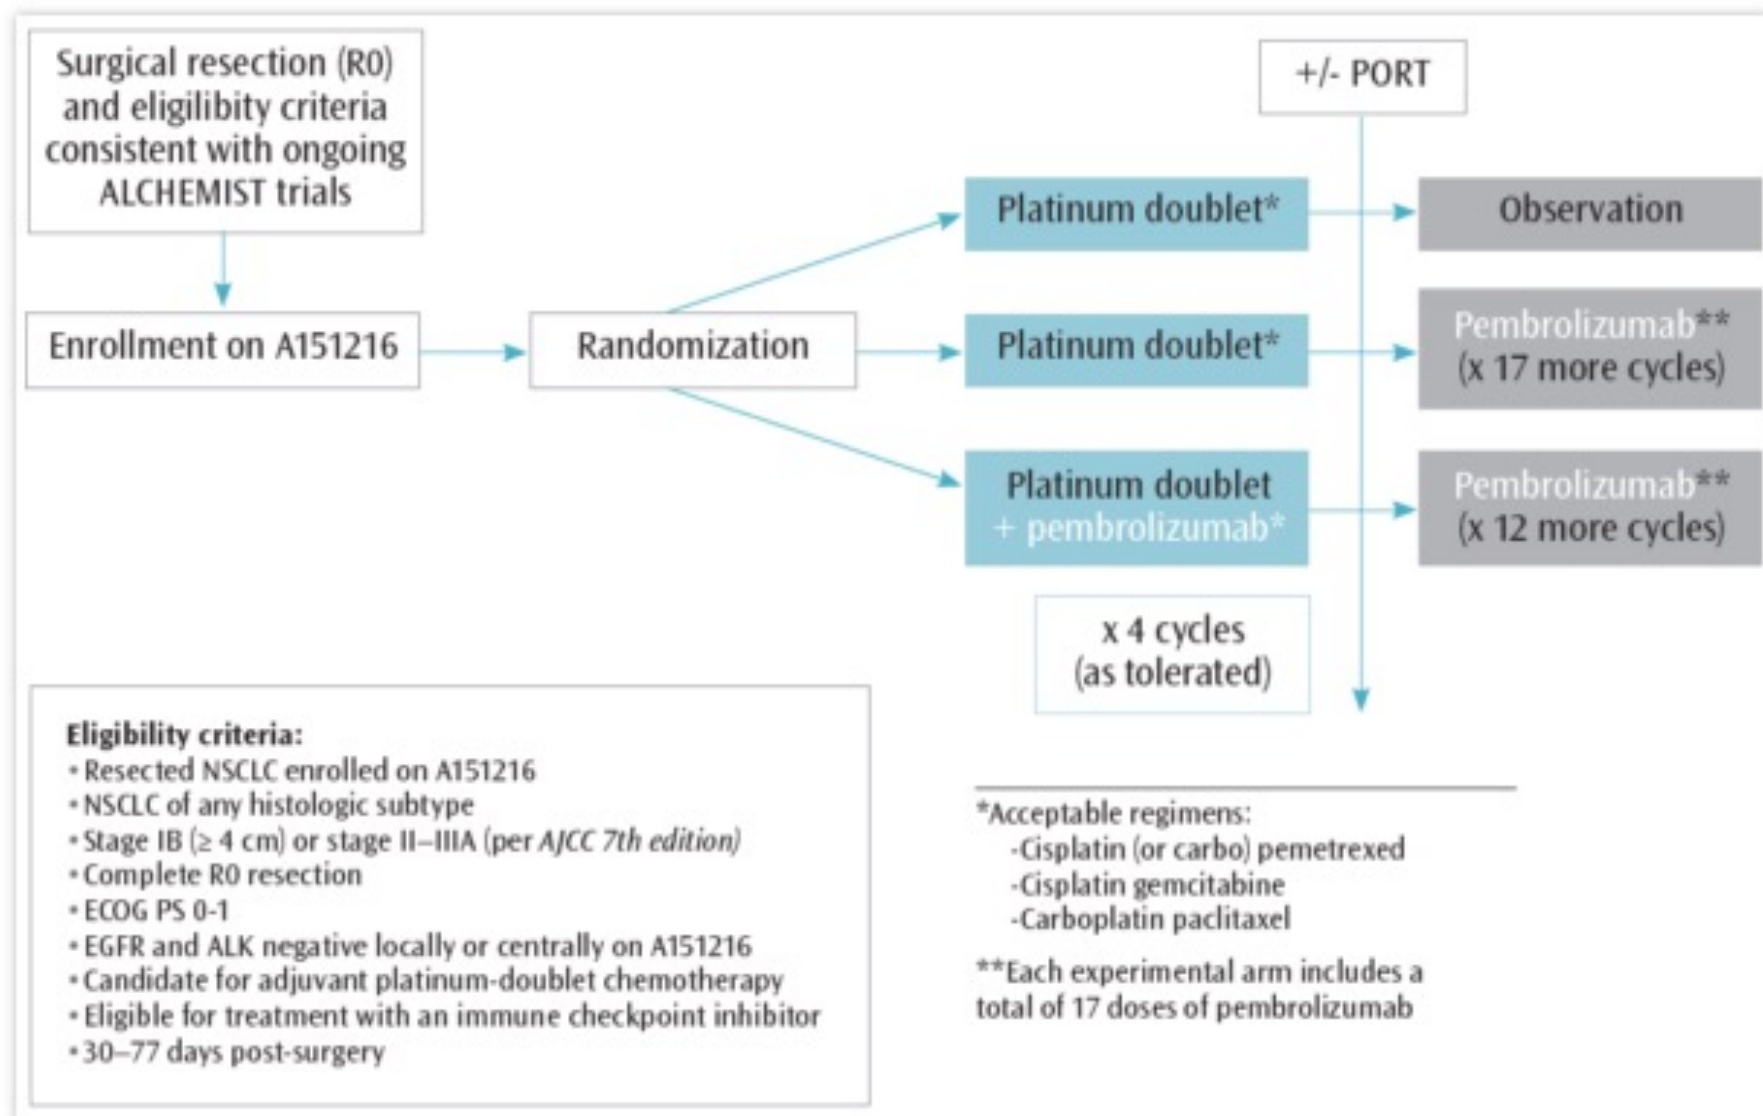 Surgical resection (R0)
and eligilibity criteria
consistent with ongoing
ALCHEMIST trials
Enrollment on A151216
Randomization
+/- PORT
Platinum doublet*
Observation
Platinum doublet*
Pembrolizumab**
(x 17 more cycles)
Platinum doublet
+ pembrolizumab*
Pembrolizumab**
(x 12 more cycles)
x 4 cycles
(as tolerated)
Eligibility criteria:
• Resected NSCLC enrolled on A151216
• NSCLC of any histologic subtype
• Stage IB (≥ 4 cm) or stage II–IIIA (per AJCC 7th edition)
• Complete R0 resection
• ECOG PS 0-1
• EGFR and ALK negative locally or centrally on A151216
• Candidate for adjuvant platinum-doublet chemotherapy
• Eligible for treatment with an immune checkpoint inhibitor
• 30–77 days post-surgery
*Acceptable regimens:
-Cisplatin (or carbo) pemetrexed
-Cisplatin gemcitabine
-Carboplatin paclitaxel
**Each experimental arm includes a
total of 17 doses of pembrolizumab